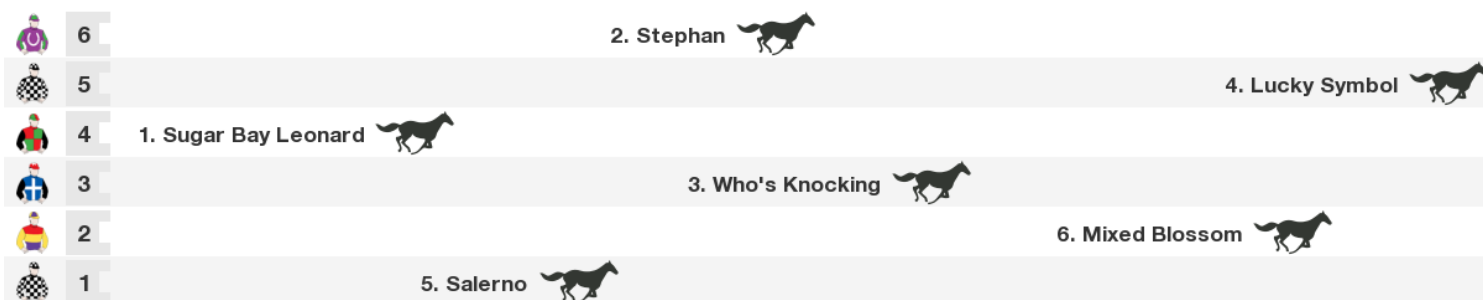 6 2. Stephan
5 4. Lucky Symbol
4 1. Sugar Bay Leonard
3 3. Who's Knocking
2 6. Mixed Blossom
1 5. Salerno